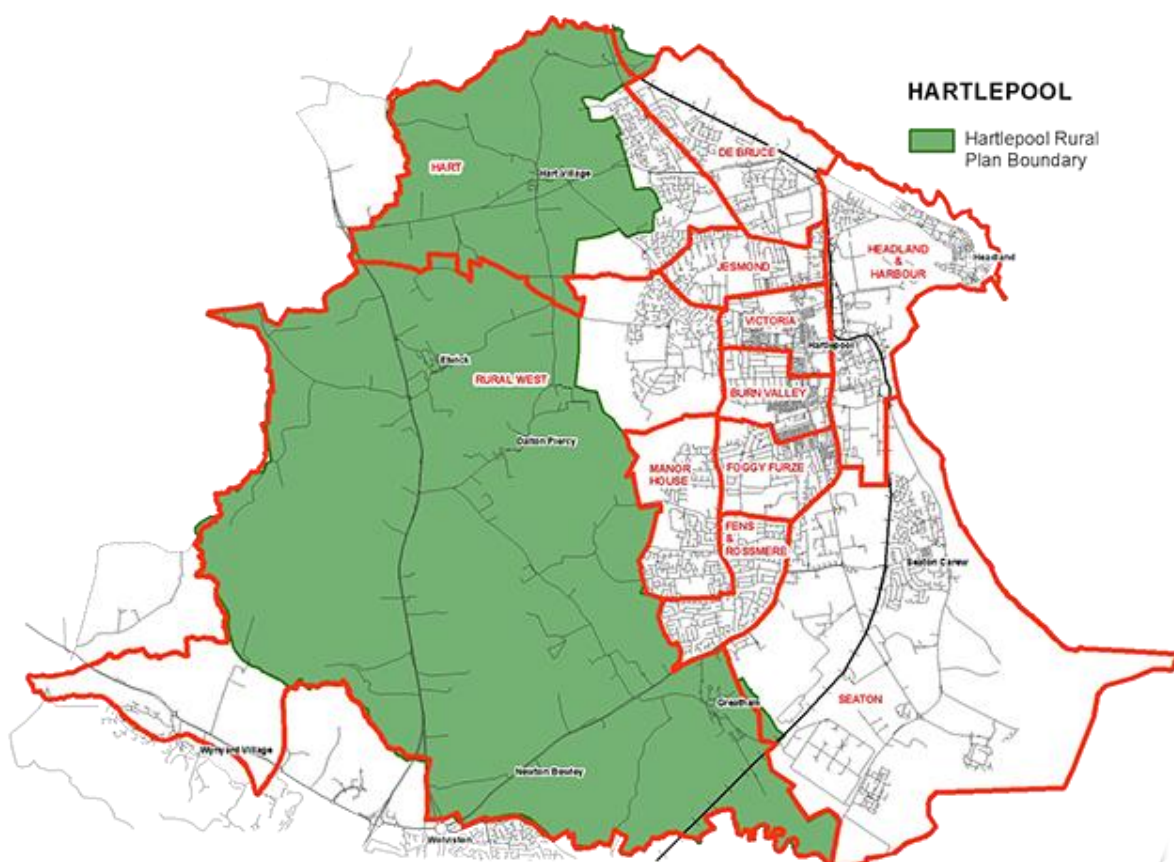 HARTLEPOOL
Hartlepool Rural
Plan Boundary
DE BRUCE
HART
Hart Village
HEADLAND
&
HARBOUR
Headland
JESMOND
VICTORIA
Hartlepool
Elwick
RURAL WEST
BURN VALLEY
Dalton Piercy
MANOR
HOUSE
FOGGY FURZE
FENS
&
ROSSMERE
Seaton Carew
SEATON
Greatham
Wynyard Village
Newton Bewley
Wolviston